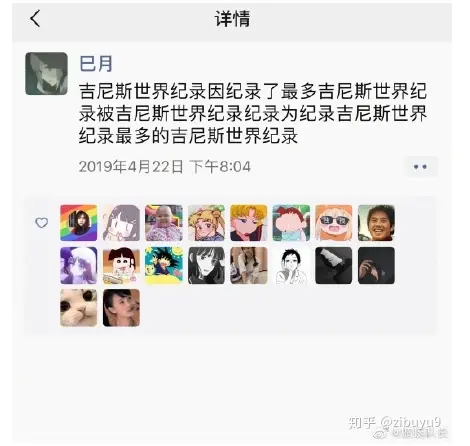 详情
巳月
吉尼斯世界纪录因纪录了最多吉尼斯世界纪
录被吉尼斯世界纪录纪录为纪录吉尼斯世界
纪录最多的吉尼斯世界纪录
2019年4月22日 下午8:04
知乎 @zibuyu9